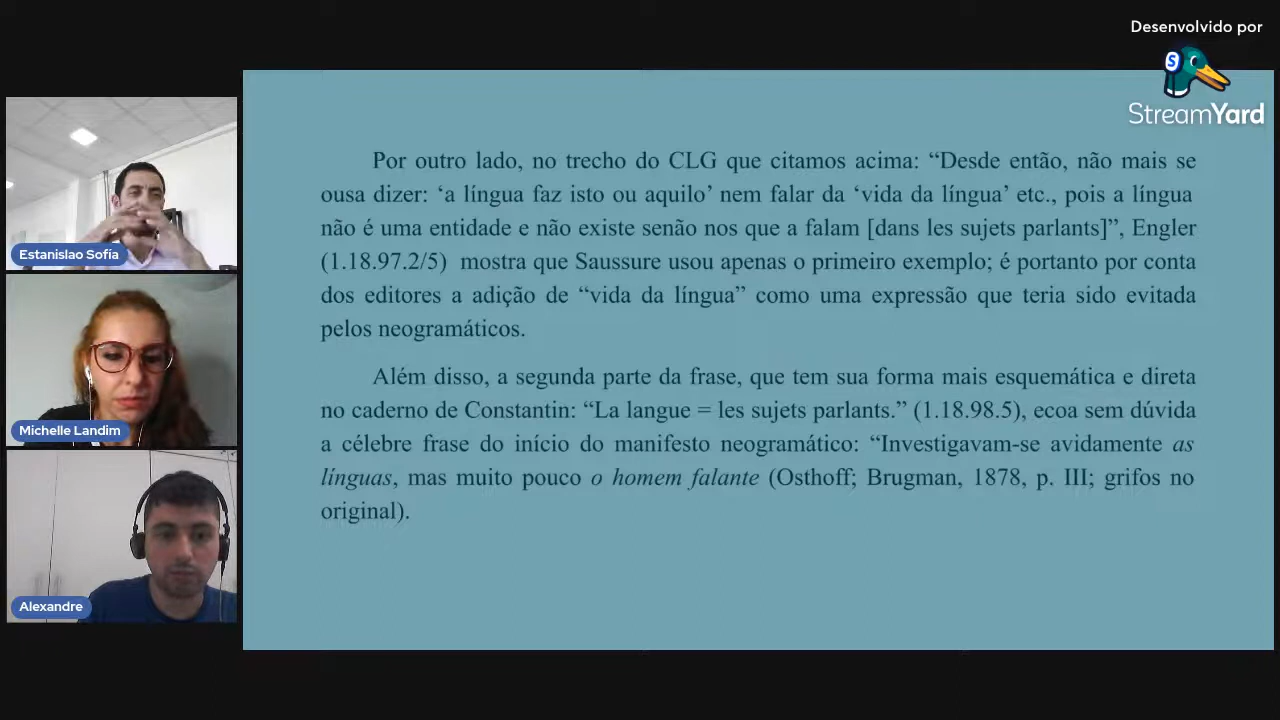 Desenvolvido por
StreamYard
Por outro lado, no trecho do CLG que citamos acima: “Desde então, não mais se
ousa dizer: ‘a língua faz isto ou aquilo’ nem falar da ‘vida da língua’ etc., pois a língua
não é uma entidade e não existe senão nos que a falam [dans les sujets parlants]”, Engler
(1.18.97.2/5) mostra que Saussure usou apenas o primeiro exemplo; é portanto por conta
dos editores a adição de “vida da língua” como uma expressão que teria sido evitada
pelos neogramáticos.
Além disso, a segunda parte da frase, que tem sua forma mais esquemática e direta
no caderno de Constantin: “La langue = les sujets parlants.” (1.18.98.5), ecoa sem dúvida
a célebre frase do início do manifesto neogramático: “Investigavam-se avidamente as
línguas, mas muito pouco o homem falante (Osthoff; Brugman, 1878, p. III; grifos no
original).
Estanislao Sofía
Michelle Landim
Alexandre